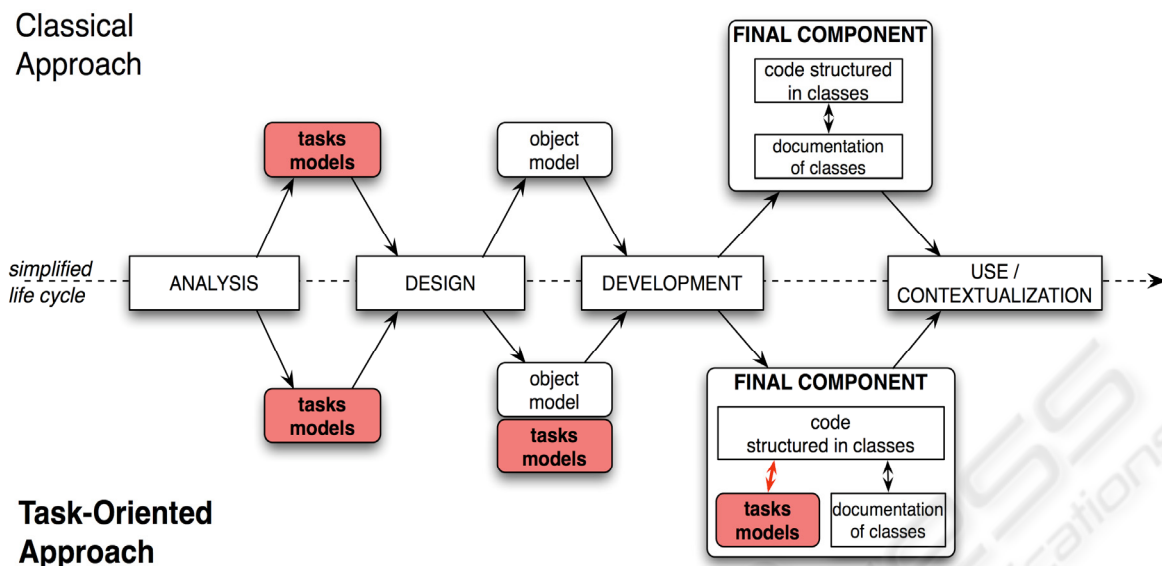 Classical
Approach
FINAL COMPONENT
code structured
in classes
documentation
of classes
tasks
models
object
model
simplified
life cycle
ANALYSIS
DESIGN
DEVELOPMENT
USE /
CONTEXTUALIZATION
tasks
models
object
model
tasks
models
FINAL COMPONENT
code
structured in classes
tasks
models
documentation
of classes
Task-Oriented
Approach